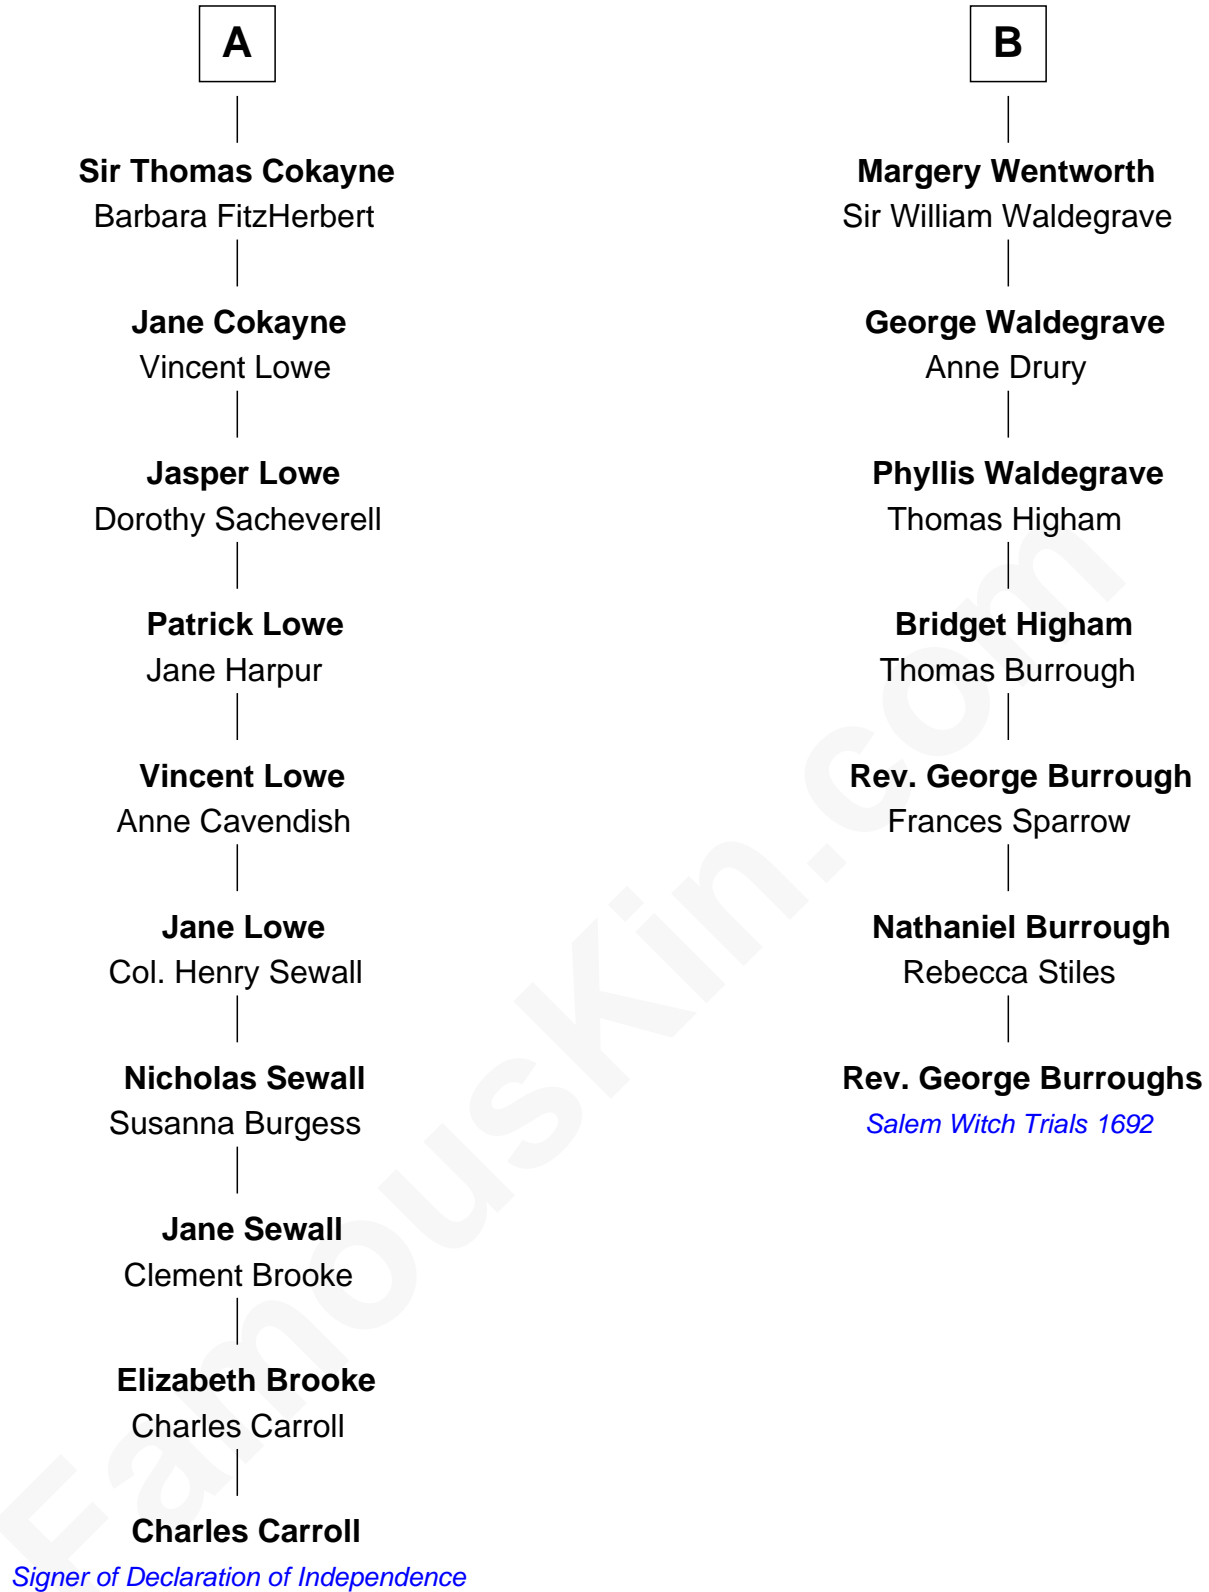 A
Sir Thomas Cokayne
Barbara FitzHerbert
Jane Cokayne
Vincent Lowe
Jasper Lowe
Dorothy Sacheverell
Patrick Lowe
Jane Harpur
Vincent Lowe
Anne Cavendish
Jane Lowe
Col. Henry Sewall
Nicholas Sewall
Susanna Burgess
Jane Sewall
Clement Brooke
Elizabeth Brooke
Charles Carroll
Charles Carroll
Signer of Declaration of Independence
B
Margery Wentworth
Sir William Waldegrave
George Waldegrave
Anne Drury
Phyllis Waldegrave
Thomas Higham
Bridget Higham
Thomas Burrough
Rev. George Burrough
Frances Sparrow
Nathaniel Burrough
Rebecca Stiles
Rev. George Burroughs
Salem Witch Trials 1692
FamousKin.com